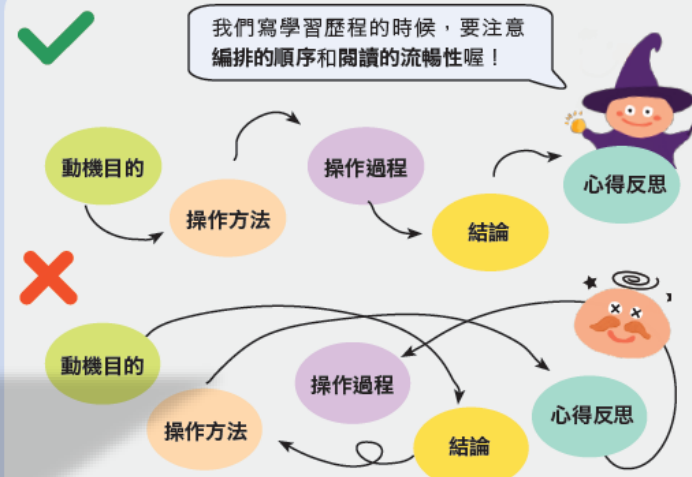 我們寫學習歷程的時候，要注意
編排的順序和閱讀的流暢性喔！
動機目的
操作方法
操作過程
結論
心得反思
動機目的
操作方法
操作過程
結論
心得反思